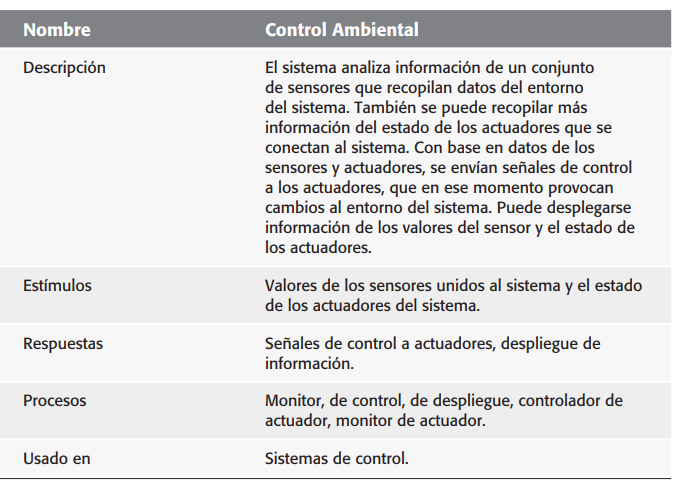 Nombre Control Ambiental
Descripción El sistema analiza información de un conjunto
de sensores que recopilan datos del entorno
del sistema. También se puede recopilar más
información del estado de los actuadores que se
conectan al sistema. Con base en datos de los
sensores y actuadores, se envían señales de control
a los actuadores, que en ese momento provocan
cambios al entorno del sistema. Puede desplegarse
información de los valores del sensor y el estado de
los actuadores.
Estímulos Valores de los sensores unidos al sistema y el estado
de los actuadores del sistema.
Respuestas Señales de control a actuadores, despliegue de
información.
Procesos Monitor, de control, de despliegue, controlador de
actuador, monitor de actuador.
Usado en Sistemas de control.